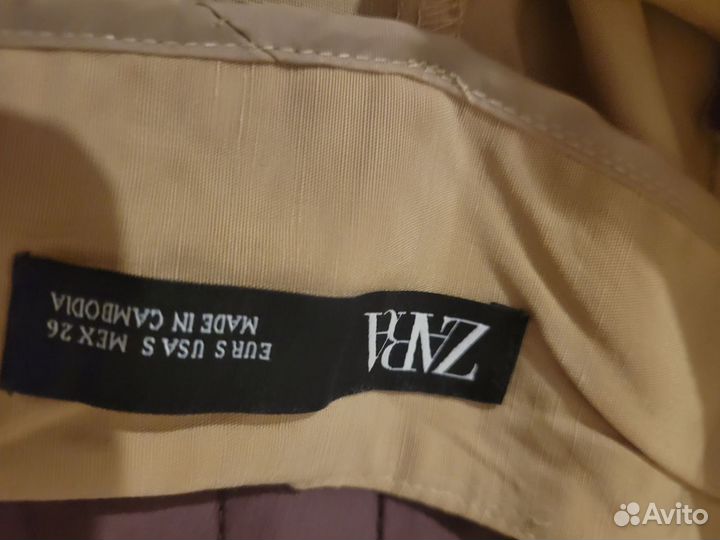 ZARA
EUR S USA S MEX 26
MADE IN CAMBODIA
Avito